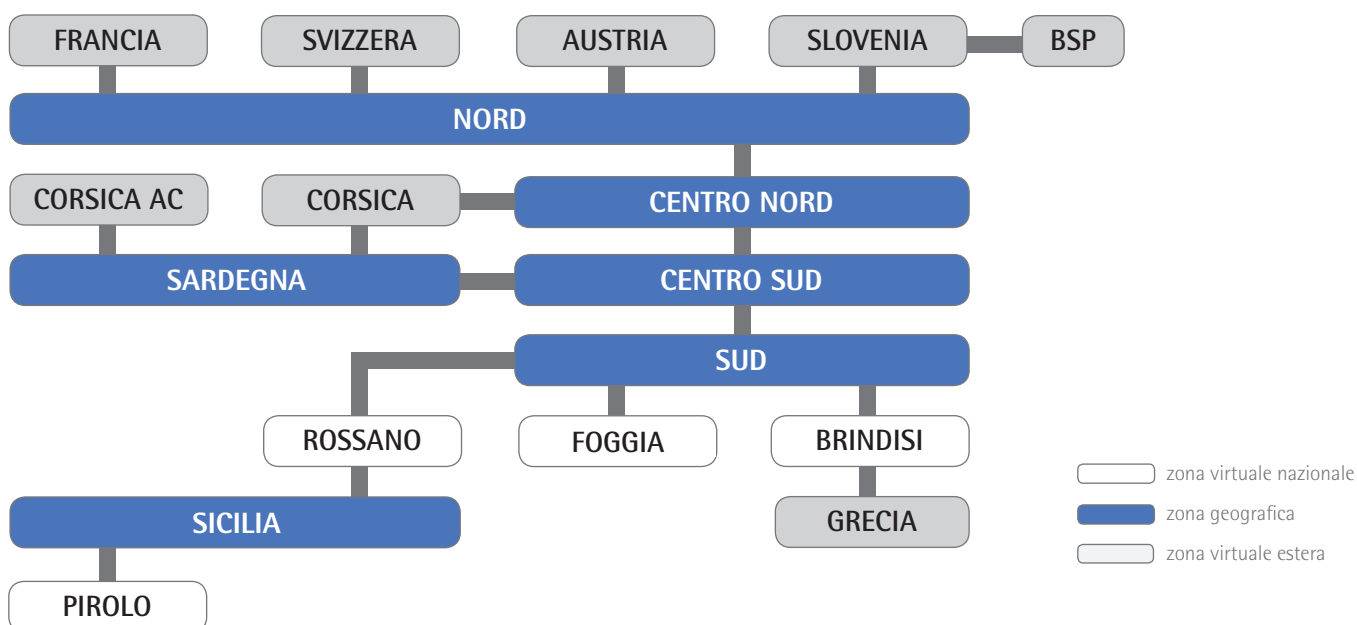 FRANCIA
SVIZZERA
AUSTRIA
SLOVENIA
BSP
NORD
CORSICA AC
CORSICA
CENTRO NORD
SARDEGNA
CENTRO SUD
SUD
ROSSANO
FOGGIA
BRINDISI
SICILIA
GRECIA
PIROLO
zona virtuale nazionale
zona geografica
zona virtuale estera